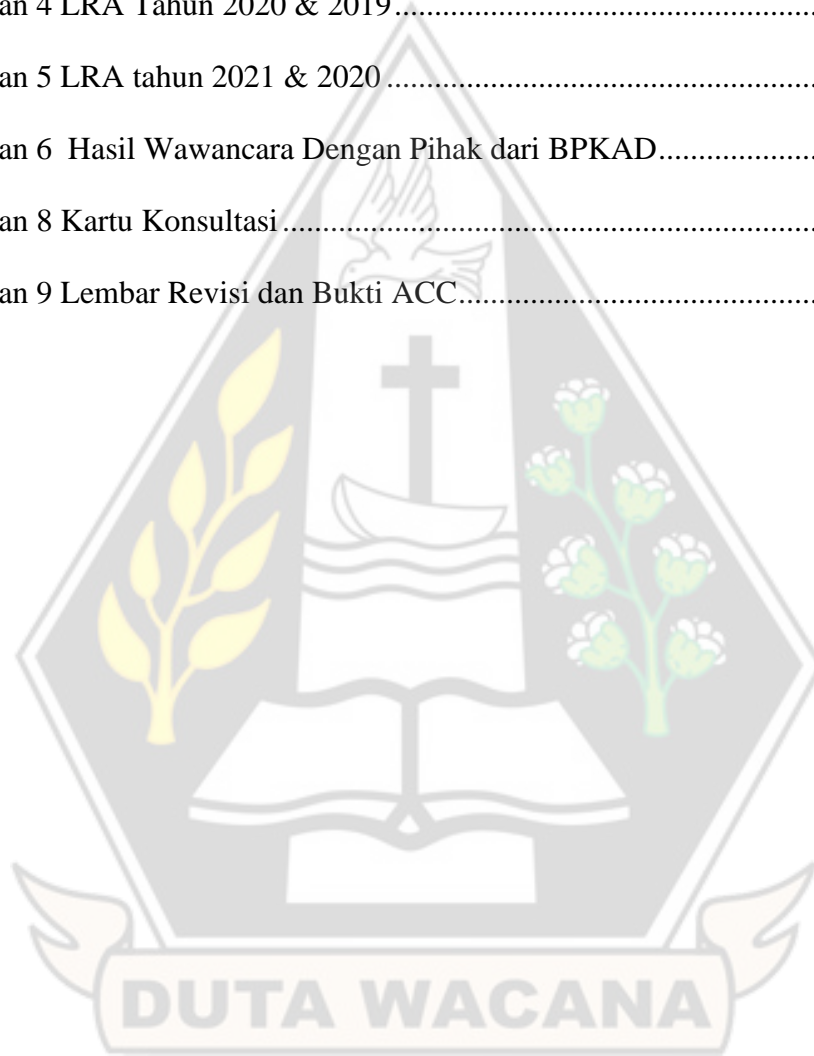 an 4 LRA Tahun 2020 & 2019....................................................
an 5 LRA tahun 2021 & 2020 .....................................................
an 6  Hasil Wawancara Dengan Pihak dari BPKAD...................
an 8 Kartu Konsultasi..................................................................
an 9 Lembar Revisi dan Bukti ACC............................................
DUTA WACANA